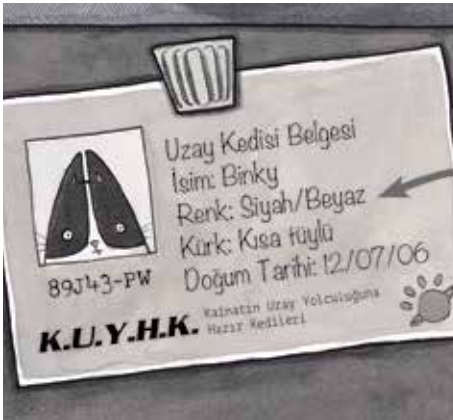 Uzay Kedisi Belgesi
İsim: Binky
Renk: Siyah/Beyaz
Kürk: Kısa tüylü
Doğum Tarihi: 12/07/06
89J43-PW
K.U.Y.H.K.
Kainatın Uzay Yolculuğuna
Hazır Kedileri